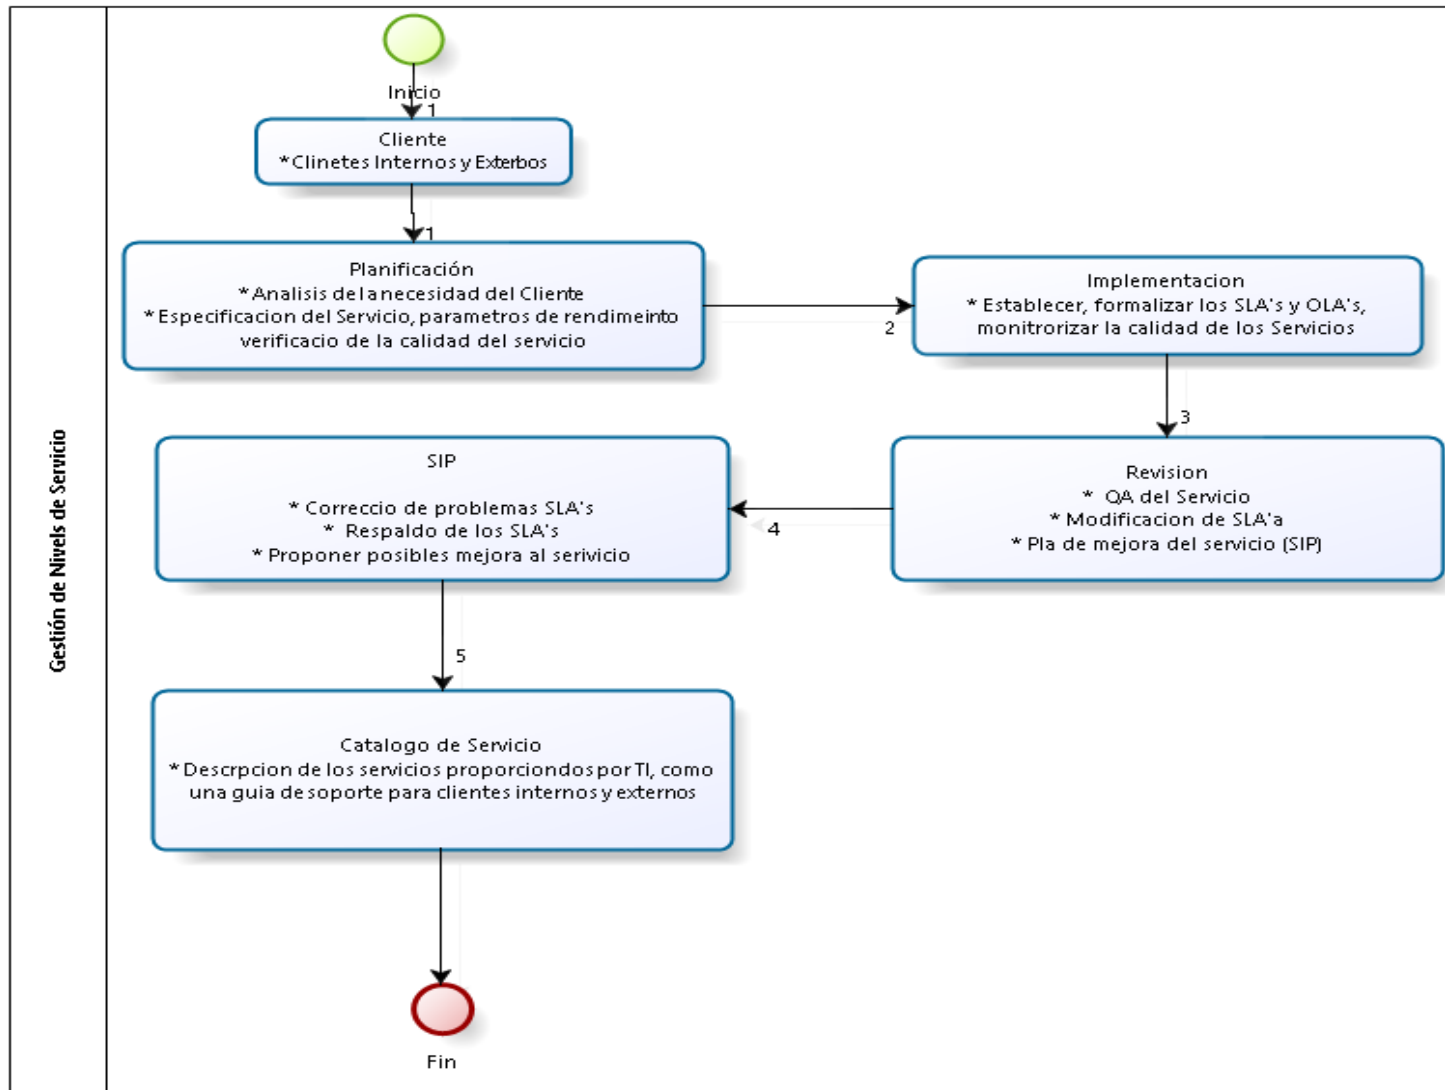 Gestión de Nivels de Servicio
Inicio
1
Cliente
* Clinetes Internos y Exterbos
1
Planificación
* Analisis de la necesidad del Cliente
* Especificacion del Servicio, parametros de rendimeinto
verificacio de la calidad del servicio
2
Implementacion
* Establecer, formalizar los SLA's y OLA's,
monitrorizar la calidad de los Servicios
3
Revision
* QA del Servicio
* Modificacion de SLA'a
* Pla de mejora del servicio (SIP)
4
SIP
* Correccio de problemas SLA's
* Respaldo de los SLA's
* Proponer posibles mejora al serivicio
5
Catalogo de Servicio
* Descrpcion de los servicios proporciondos por TI, como
una guia de soporte para clientes internos y externos
Fin